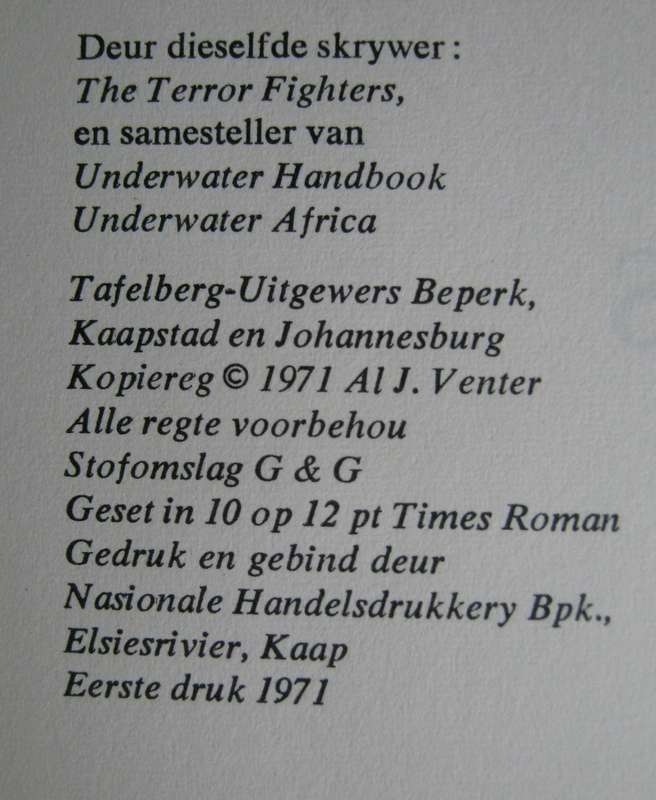 Deur dieselfde skrywer:
The Terror Fighters,
en samesteller van
Underwater Handbook
Underwater Africa
Tafelberg-Uitgewers Beperk,
Kaapstad en Johannesburg
Kopiereg © 1971 Al J. Venter
Alle regte voorbehou
Stofomslag G & G
Geset in 10 op 12 pt Times Roman
Gedruk en gebind deur
Nasionale Handelsdrukkery Bpk.,
Elsiesrivier, Kaap
Eerste druk 1971